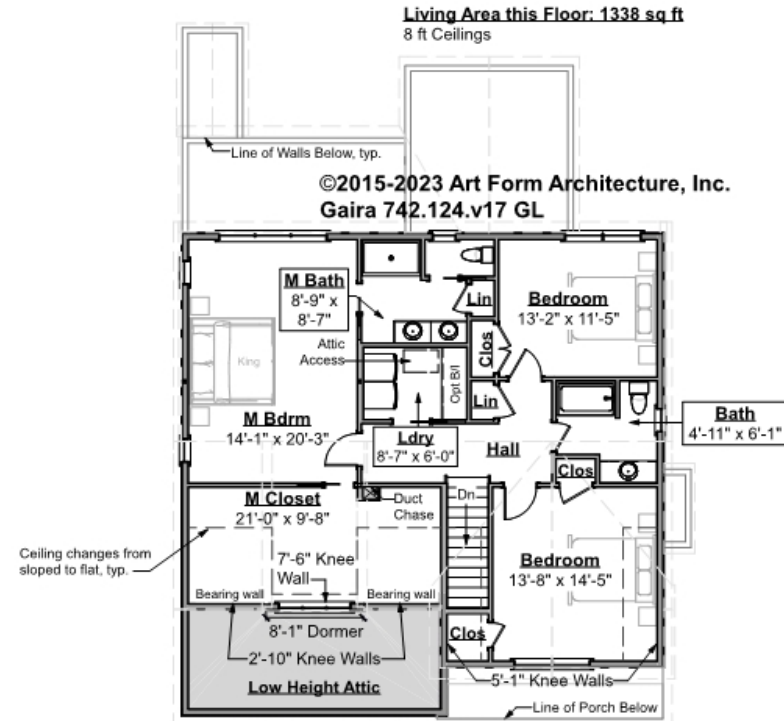 Living Area this Floor: 1338 sq ft
8 ft Ceilings
Line of Walls Below, typ.
©2015-2023 Art Form Architecture, Inc.
Gaira 742.124.v17 GL
M Bath
8'-9" x
8'-7"
Lin
Bedroom
13'-2" x 11'-5"
Clos
Attic
Access
King
Opt B/I
Lin
M Bdrm
14'-1" x 20'-3"
Ldry
8'-7" x 6'-0"
Hall
Bath
4'-11" x 6'-1"
Clos
M Closet
21'-0" x 9'-8"
Duct
Chase
Dn
Ceiling changes from
sloped to flat, typ.
7'-6" Knee
Wall
Bedroom
13'-8" x 14'-5"
Bearing wall
Bearing wall
8'-1" Dormer
Clos
2'-10" Knee Walls
5'-1" Knee Walls
Low Height Attic
Line of Porch Below